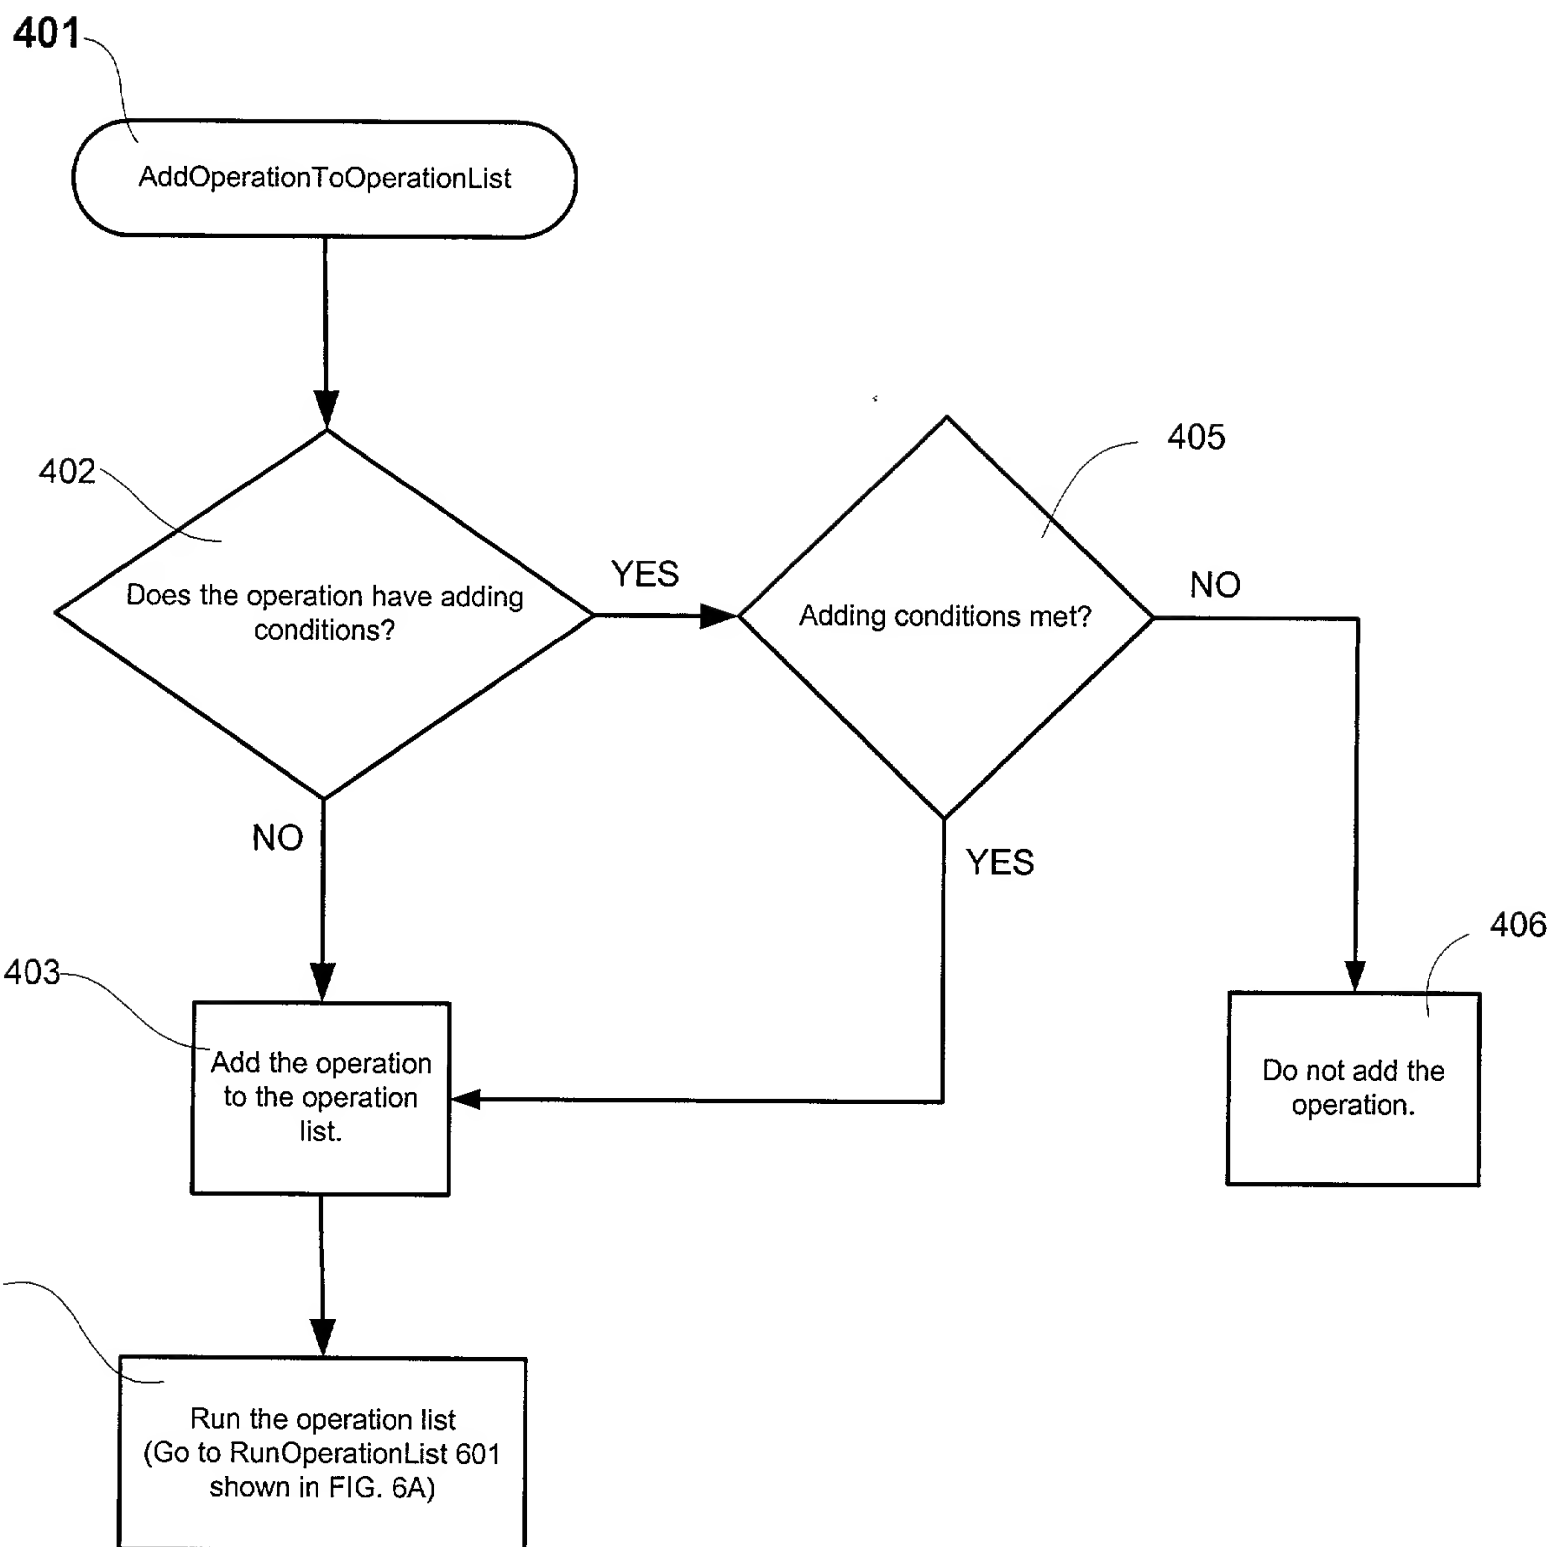 401
AddOperationToOperationList
402
Does the operation have adding
conditions?
YES
405
Adding conditions met?
NO
NO
YES
403
Add the operation
to the operation
list.
406
Do not add the
operation.
Run the operation list
(Go to RunOperationList 601
shown in FIG. 6A)